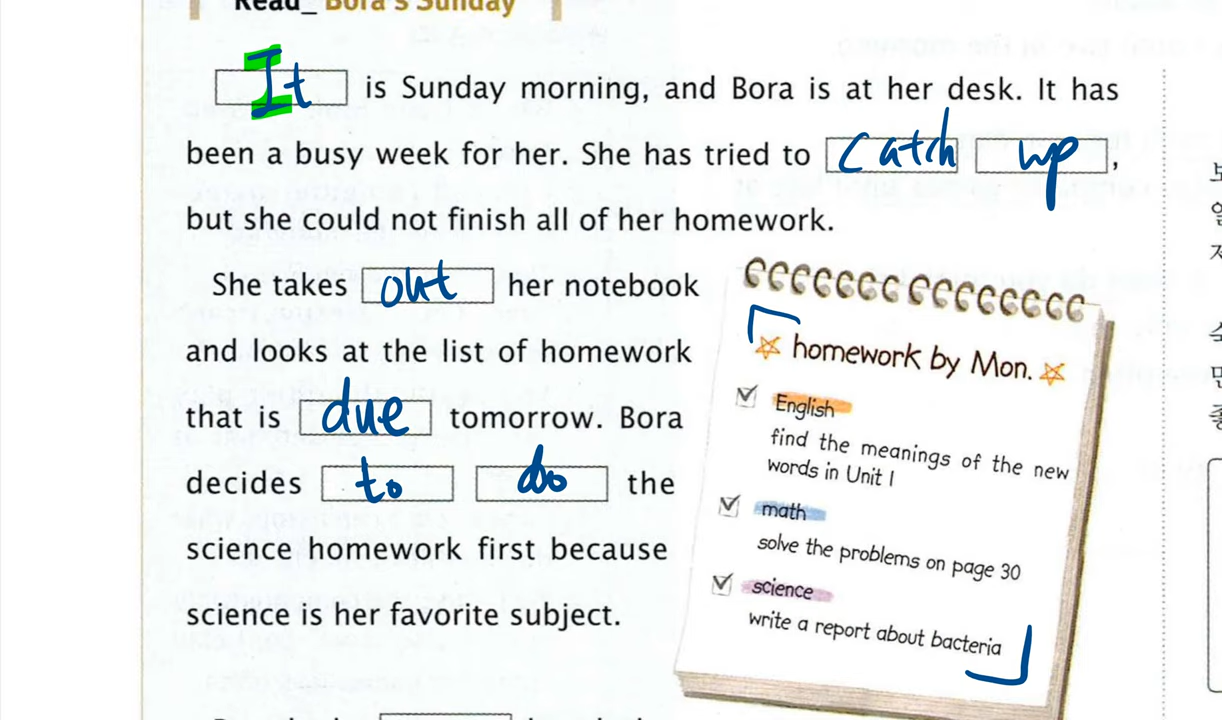 Read_ Bora's Sunday
It is Sunday morning, and Bora is at her desk. It has
been a busy week for her. She has tried to catch up,
but she could not finish all of her homework.
She takes out her notebook
and looks at the list of homework
that is due tomorrow. Bora
decides to do the
science homework first because
science is her favorite subject.
homework by Mon.
English
find the meanings of the new
words in Unit 1
math
solve the problems on page 30
science
write a report about bacteria